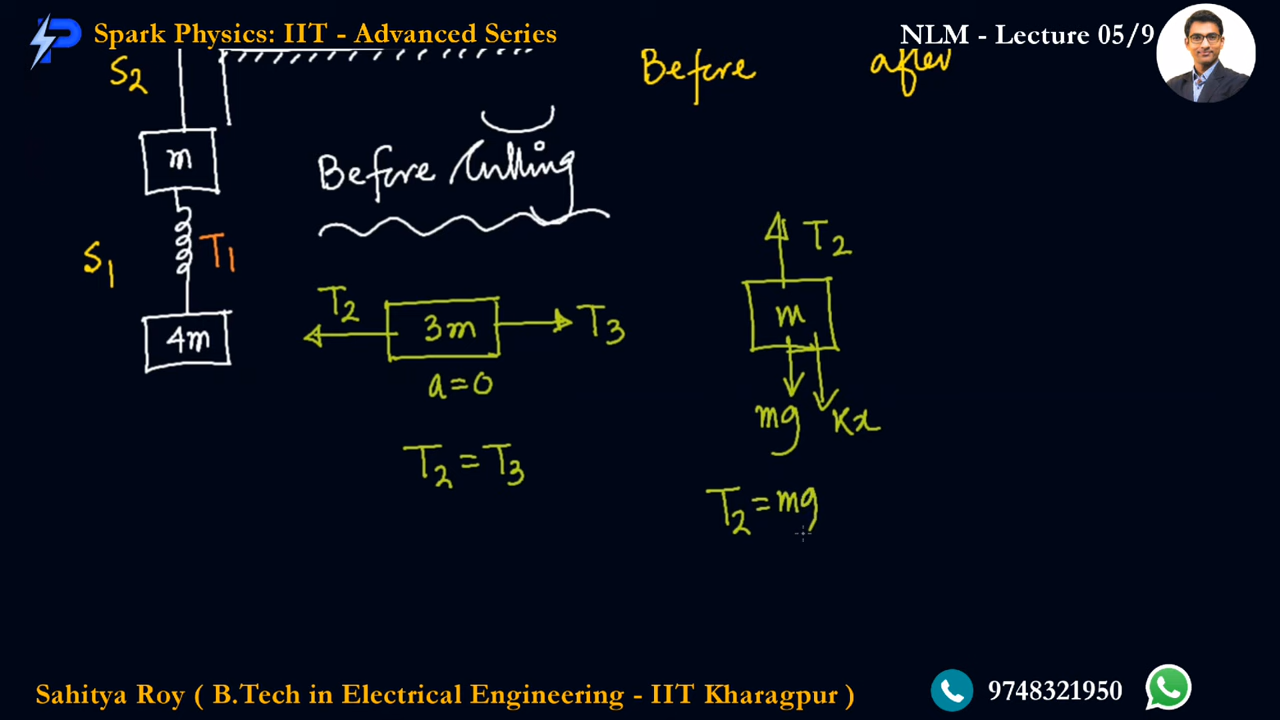 Spark Physics: IIT - Advanced Series
NLM - Lecture 05/9
S2
Before after
m
Before Cutting
T2
S1 T1
T2 3m T3
m
4m
a=0
mg Kx
T2=T3
T2=mg
Sahitya Roy ( B.Tech in Electrical Engineering - IIT Kharagpur )
9748321950